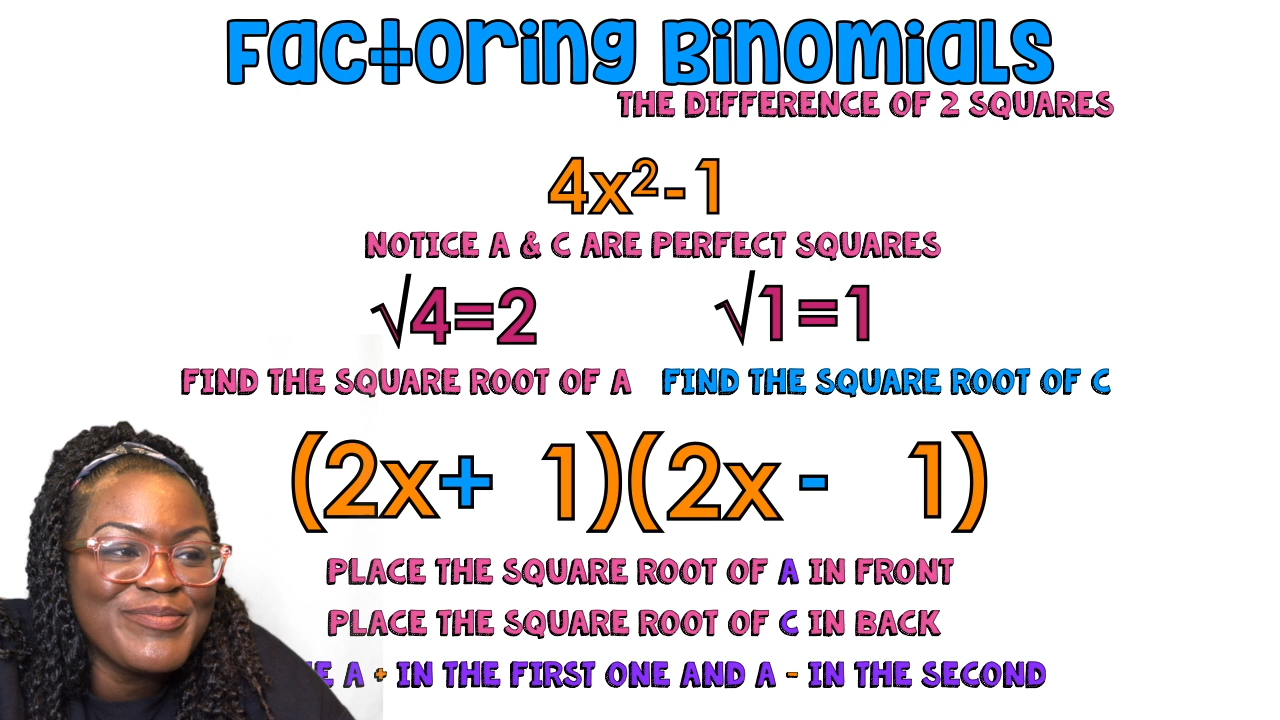 Factoring Binomials
THE DIFFERENCE OF 2 SQUARES
4x²-1
NOTICE A & C ARE PERFECT SQUARES
√4=2 √1=1
FIND THE SQUARE ROOT OF A FIND THE SQUARE ROOT OF C
(2x+ 1)(2x - 1)
PLACE THE SQUARE ROOT OF A IN FRONT
PLACE THE SQUARE ROOT OF C IN BACK
A + IN THE FIRST ONE AND A - IN THE SECOND